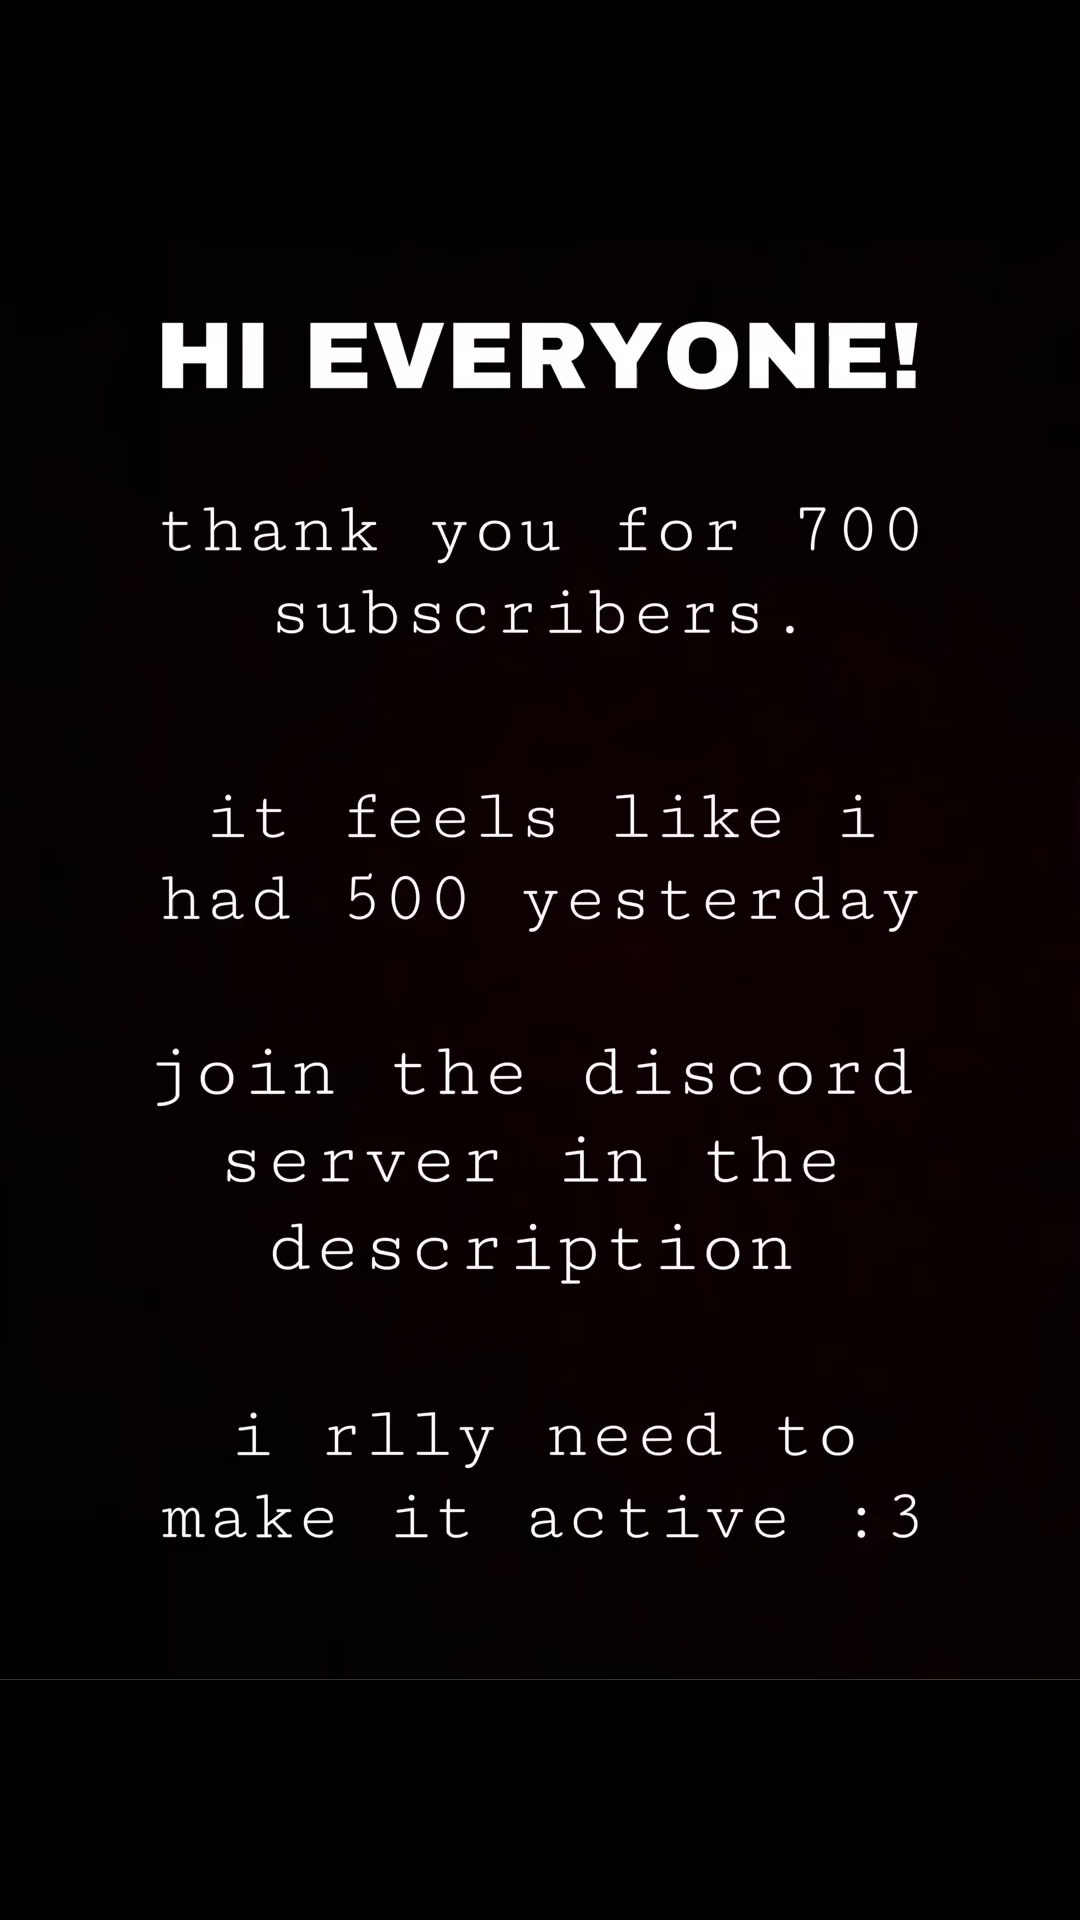 HI EVERYONE!
thank you for 700
subscribers.
it feels like i
had 500 yesterday
join the discord
server in the
description
i rlly need to
make it active :3